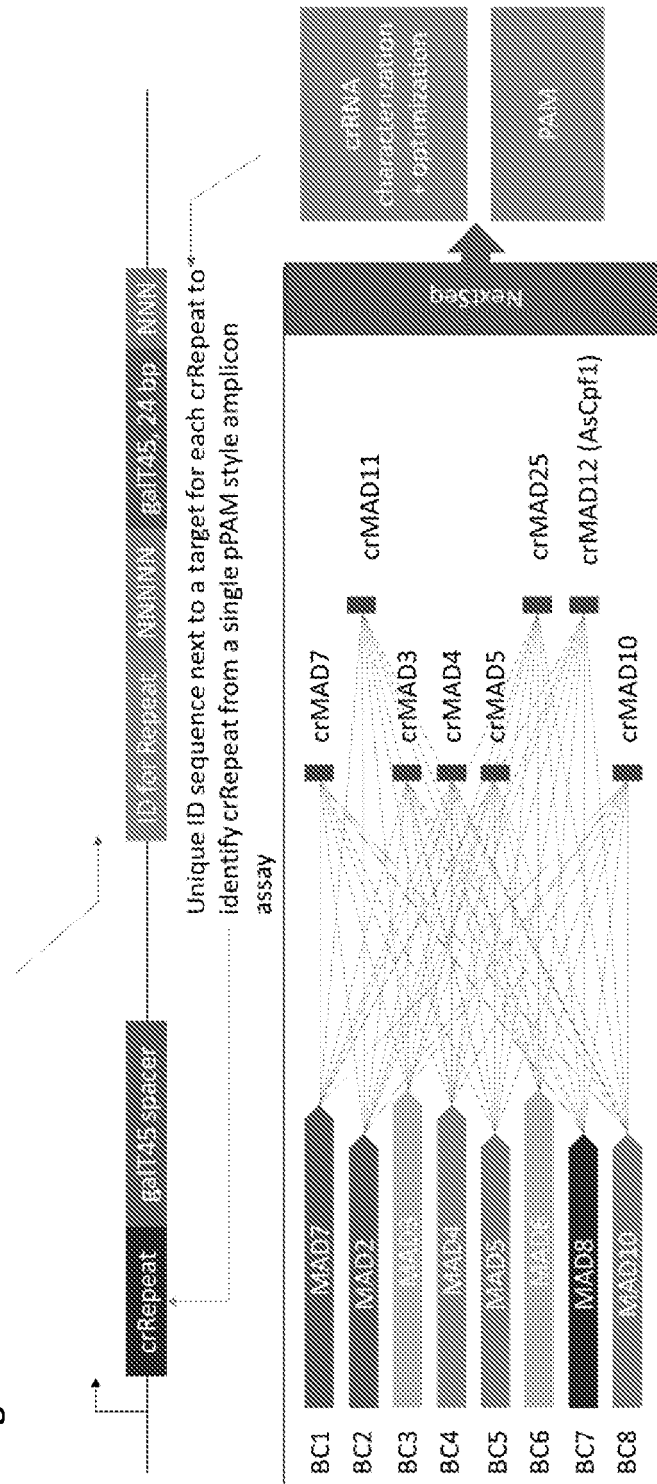 crRepeat
galT45 spacer
ID for Repeat
NNNNN
galT45, 24 bp
NNN
Unique ID sequence next to a target for each crRepeat to
identify crRepeat from a single pPAM style amplicon
assay
BC1
MAD7
crMAD7
BC2
MAD2
crMAD11
BC3
crMAD3
BC4
MAD4
crMAD4
BC5
MAD5
crMAD5
BC6
crMAD25
BC7
MAD8
crMAD12 (AsCpf1)
BC8
MAD10
crMAD10
NextSeq
crRNA
characterization
+ optimization
PAM